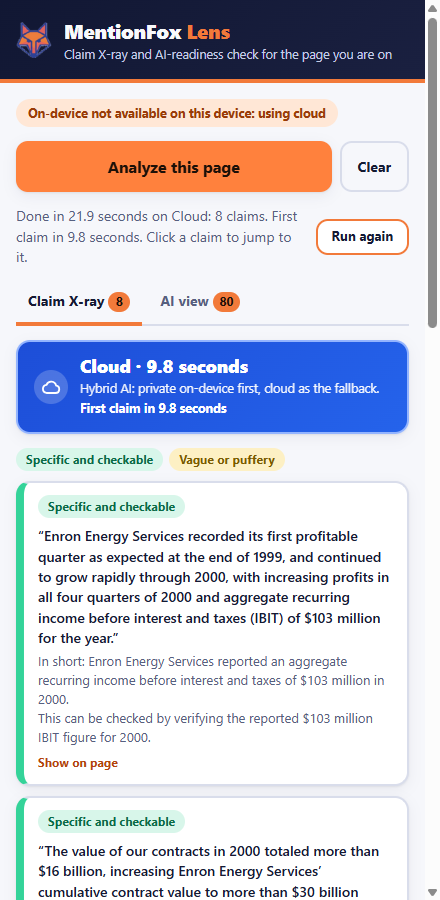 MentionFox Lens
Claim X-ray and AI-readiness check for the page you are on
On-device not available on this device: using cloud
Analyze this page
Clear
Done in 21.9 seconds on Cloud: 8 claims. First
claim in 9.8 seconds. Click a claim to jump to
it.
Run again
Claim X-ray 8
AI view 80
Cloud · 9.8 seconds
Hybrid AI: private on-device first, cloud as the fallback.
First claim in 9.8 seconds
Specific and checkable
Vague or puffery
Specific and checkable
“Enron Energy Services recorded its first profitable
quarter as expected at the end of 1999, and continued
to grow rapidly through 2000, with increasing profits in
all four quarters of 2000 and aggregate recurring
income before interest and taxes (IBIT) of $103 million
for the year.”
In short: Enron Energy Services reported an aggregate
recurring income before interest and taxes of $103 million in
2000.
This can be checked by verifying the reported $103 million
IBIT figure for 2000.
Show on page
Specific and checkable
“The value of our contracts in 2000 totaled more than
$16 billion, increasing Enron Energy Services’
cumulative contract value to more than $30 billion